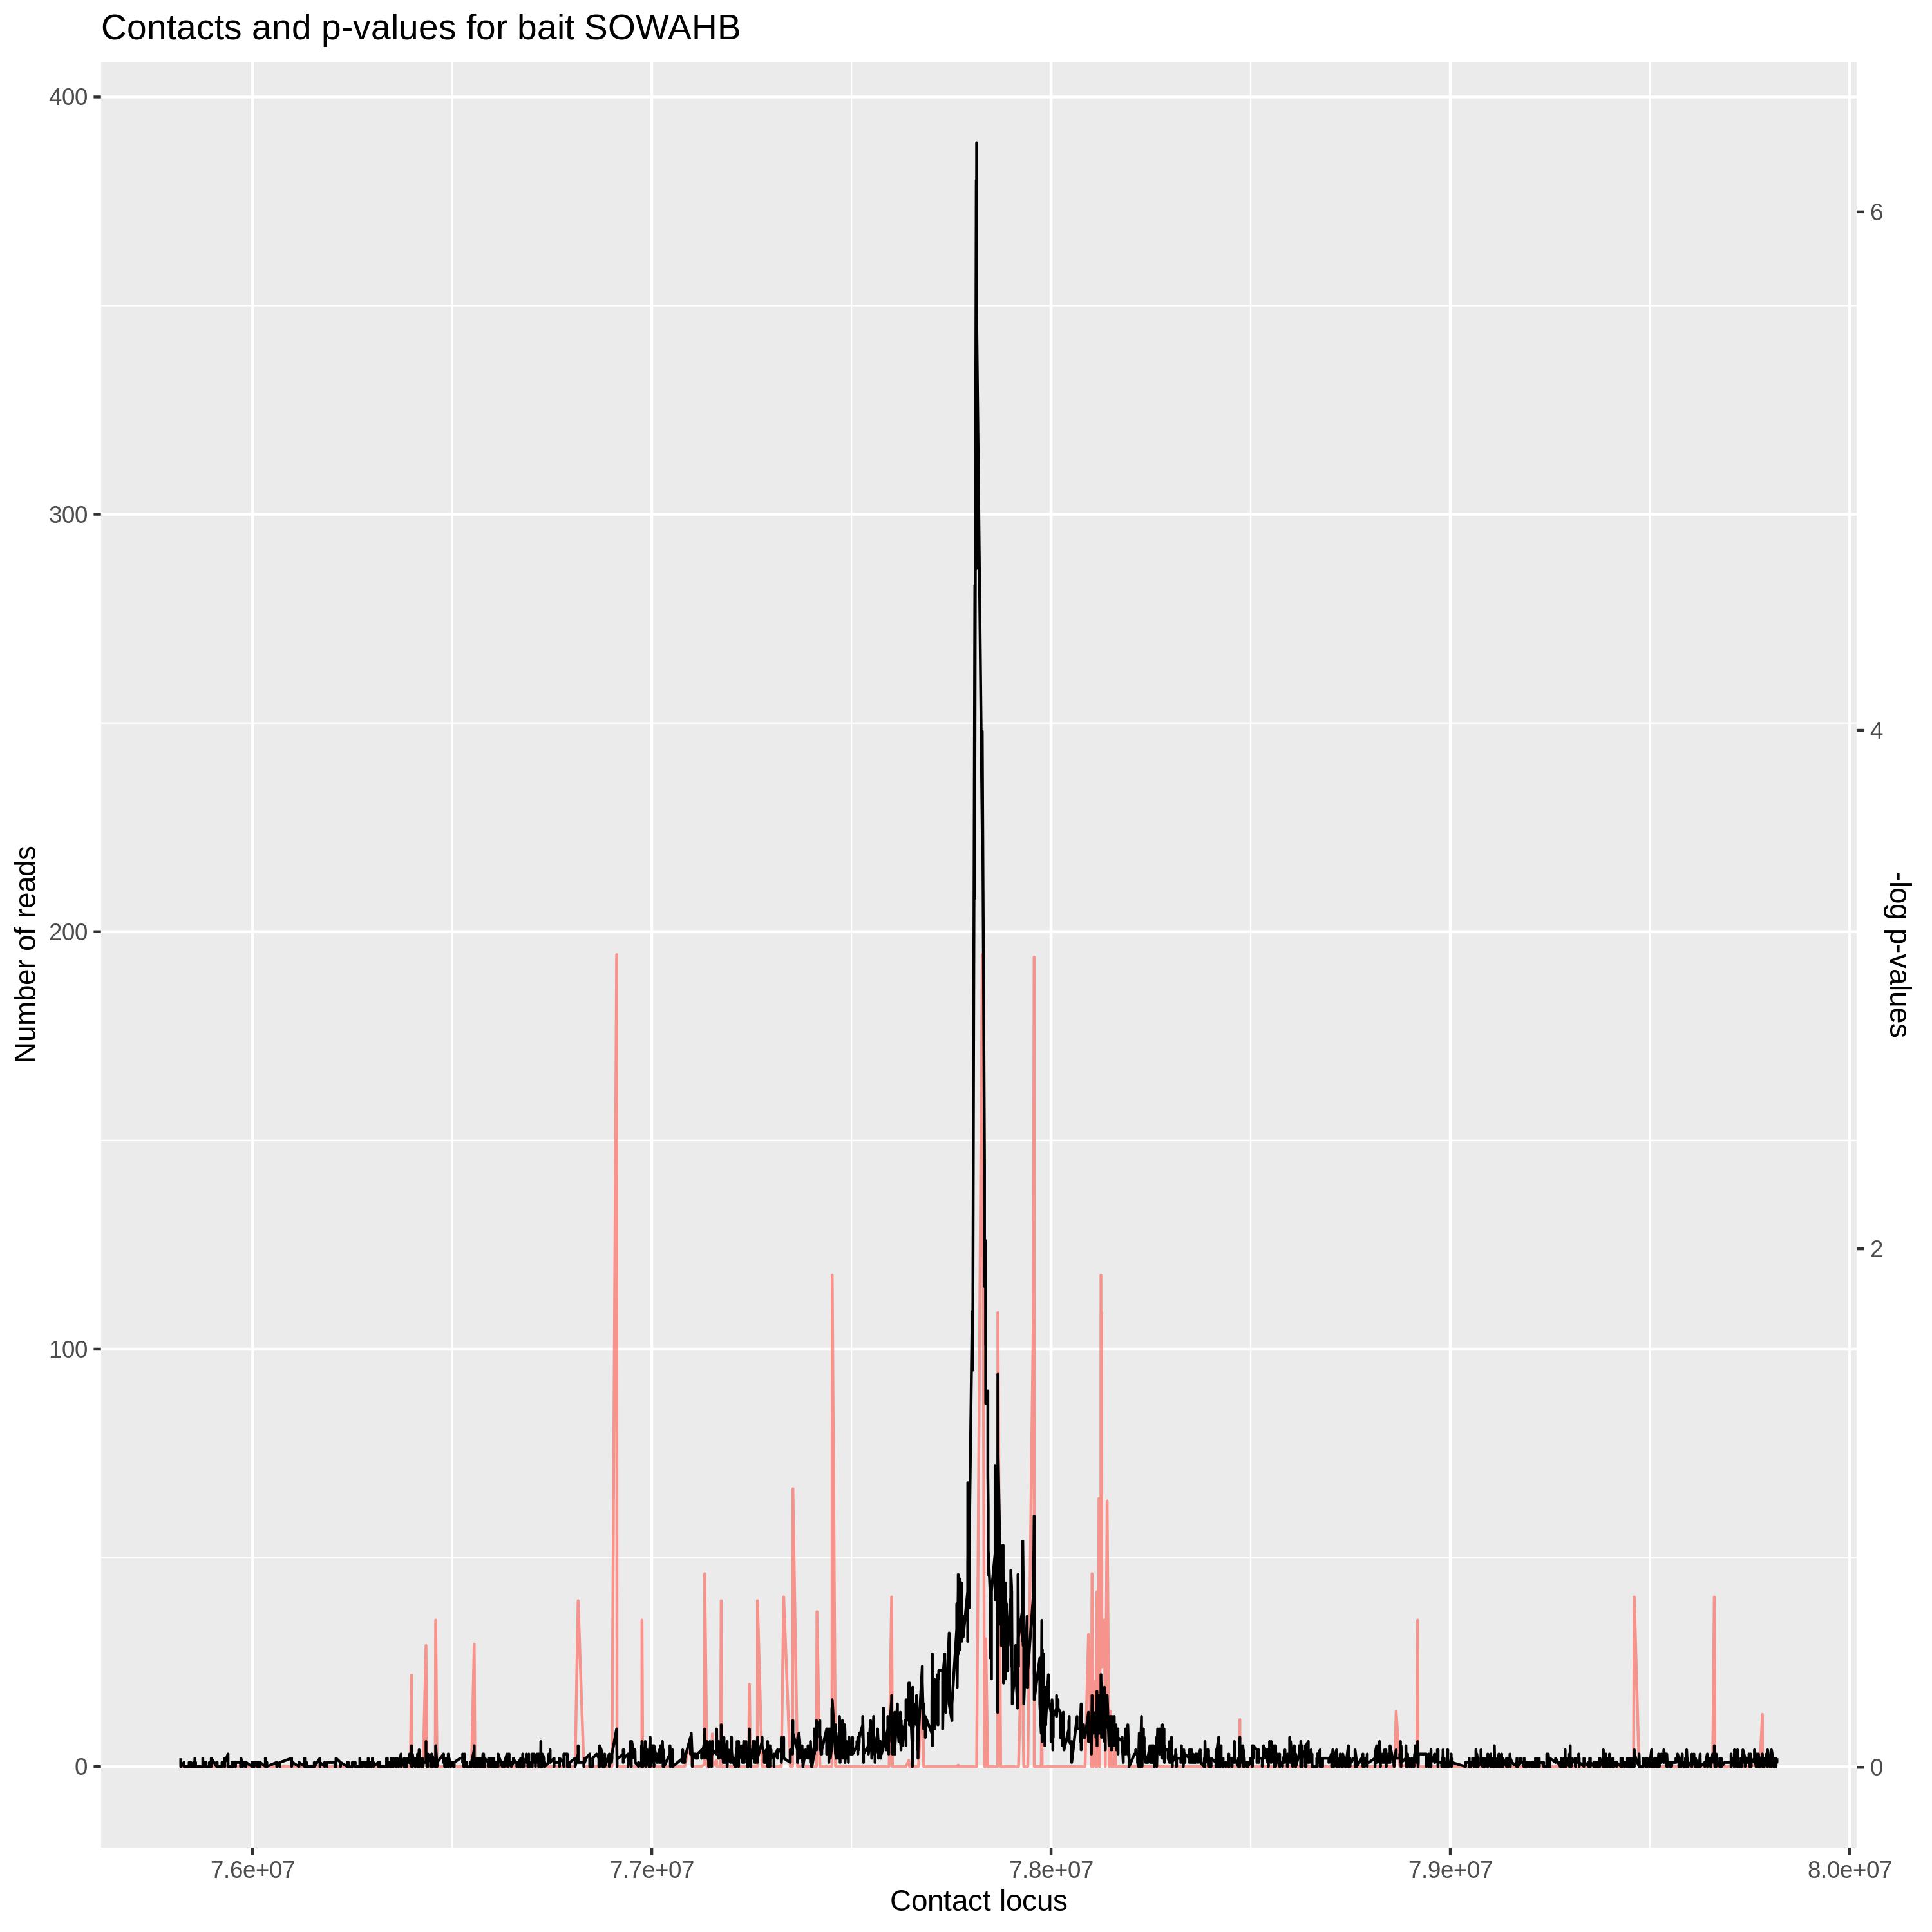 Contacts and p-values for bait SOWAHB
400
300
200
100
0
Number of reads
6
4
2
0
-log p-values
7.6e+07
7.7e+07
7.8e+07
7.9e+07
8.0e+07
Contact locus